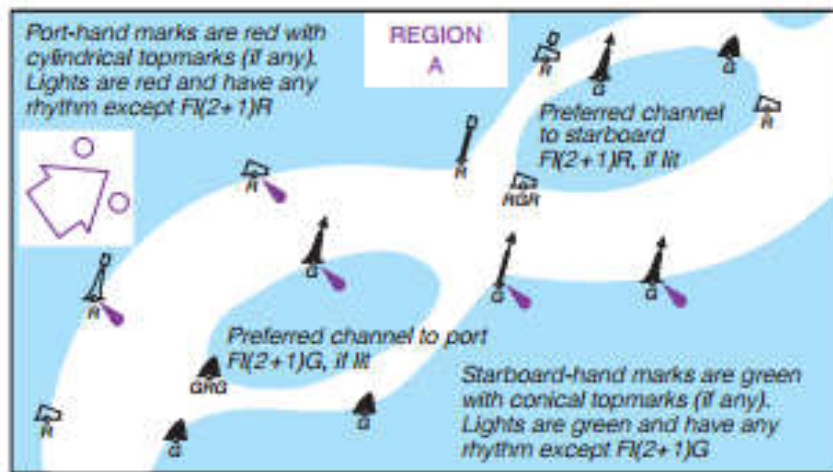 Port-hand marks are red with
cylindrical topmarks (if any).
Lights are red and have any
rhythm except Fl(2+1)R
REGION
A
R
G
G
Preferred channel
to starboard
Fl(2+1)R, if lit
R
R
R
RGR
G
R
G
G
Preferred channel to port
Fl(2+1)G, if lit
GRG
R
G
G
Starboard-hand marks are green
with conical topmarks (if any).
Lights are green and have any
rhythm except Fl(2+1)G